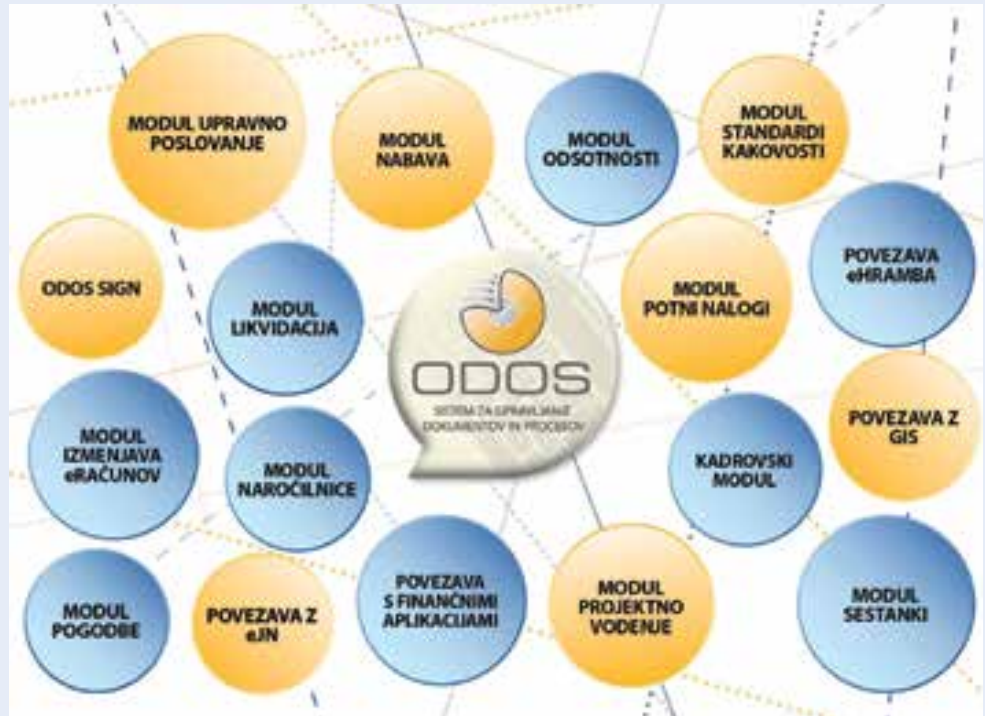 MODUL UPRAVNO
POSLOVANJE
MODUL
NABAVA
MODUL
ODSOTNOSTI
MODUL
STANDARDI
KAKOVOSTI
ODOS SIGN
MODUL
LIKVIDACIJA
MODUL
POTNI NALOGI
POVEZAVA
eHRAMBA
ODOS
SISTEM ZA UPRAVLJANJE
DOKUMENTOV IN PROCESOV
MODUL
IZMENJAVA
eRAČUNOV
MODUL
NAROČILNICE
KADROVSKI
MODUL
POVEZAVA Z
GIS
MODUL
POGODBE
POVEZAVA Z
eJN
POVEZAVA
S FINANČNIMI
APLIKACIJAMI
MODUL
PROJEKTNO
VODENJE
MODUL
SESTANKI